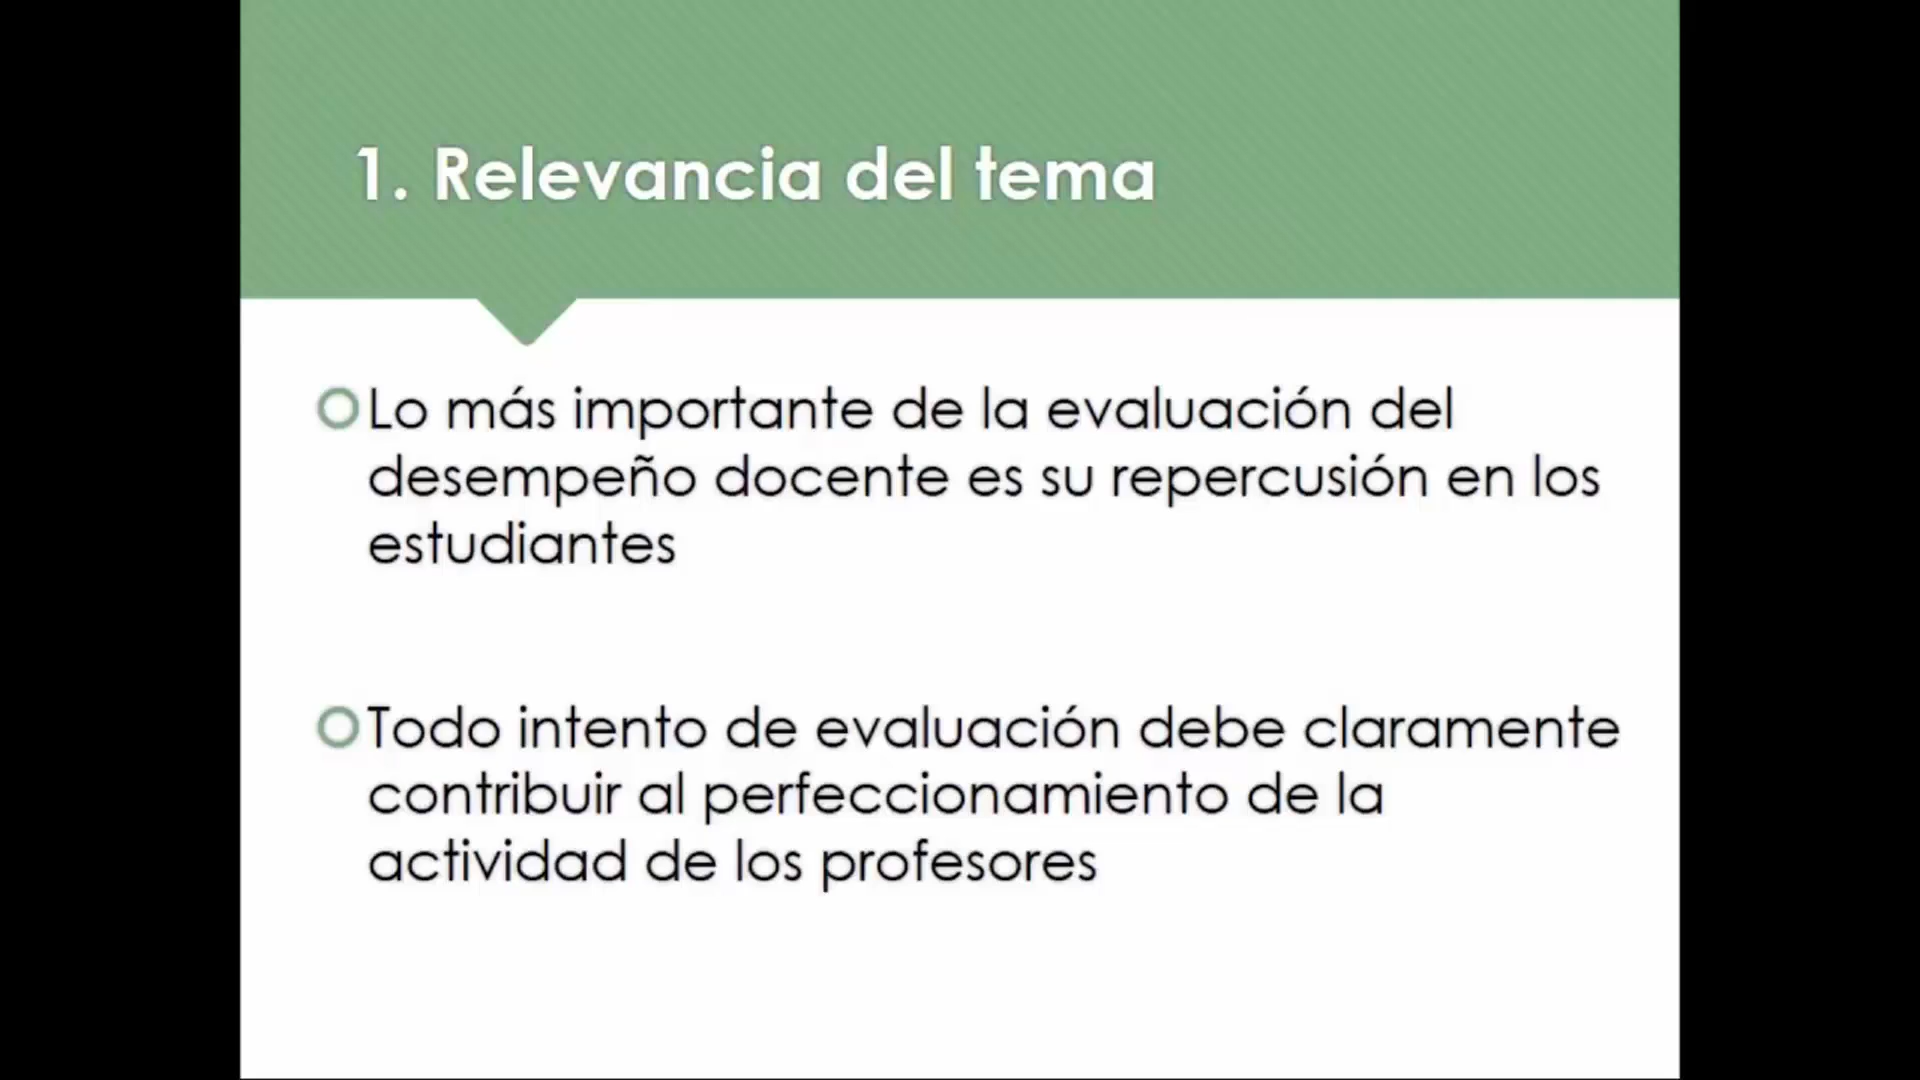 1. Relevancia del tema
Lo más importante de la evaluación del
desempeño docente es su repercusión en los
estudiantes
Todo intento de evaluación debe claramente
contribuir al perfeccionamiento de la
actividad de los profesores